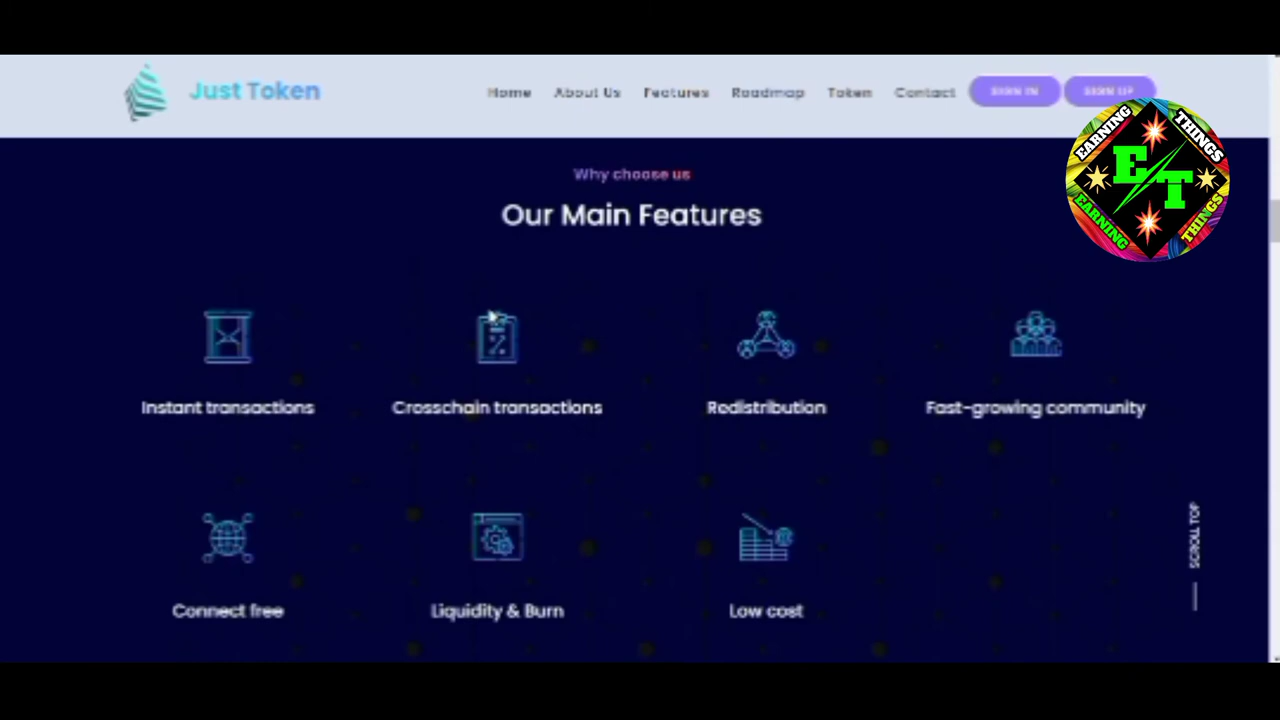 Just Token
Home About Us Features Roadmap Token Contact SIGN IN SIGN UP
EARNING THINGS
E T
EARNING THINGS
Why choose us
Our Main Features
Instant transactions Crosschain transactions Redistribution Fast-growing community
SCROLL TOP
Connect free Liquidity & Burn Low cost